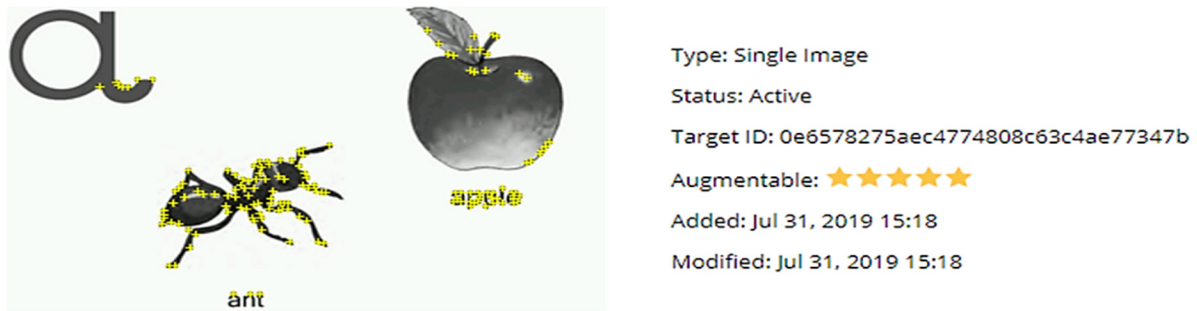 a
apple
ant
Type: Single Image
Status: Active
Target ID: 0e6578275aec4774808c63c4ae77347b
Augmentable:
Added: Jul 31, 2019 15:18
Modified: Jul 31, 2019 15:18